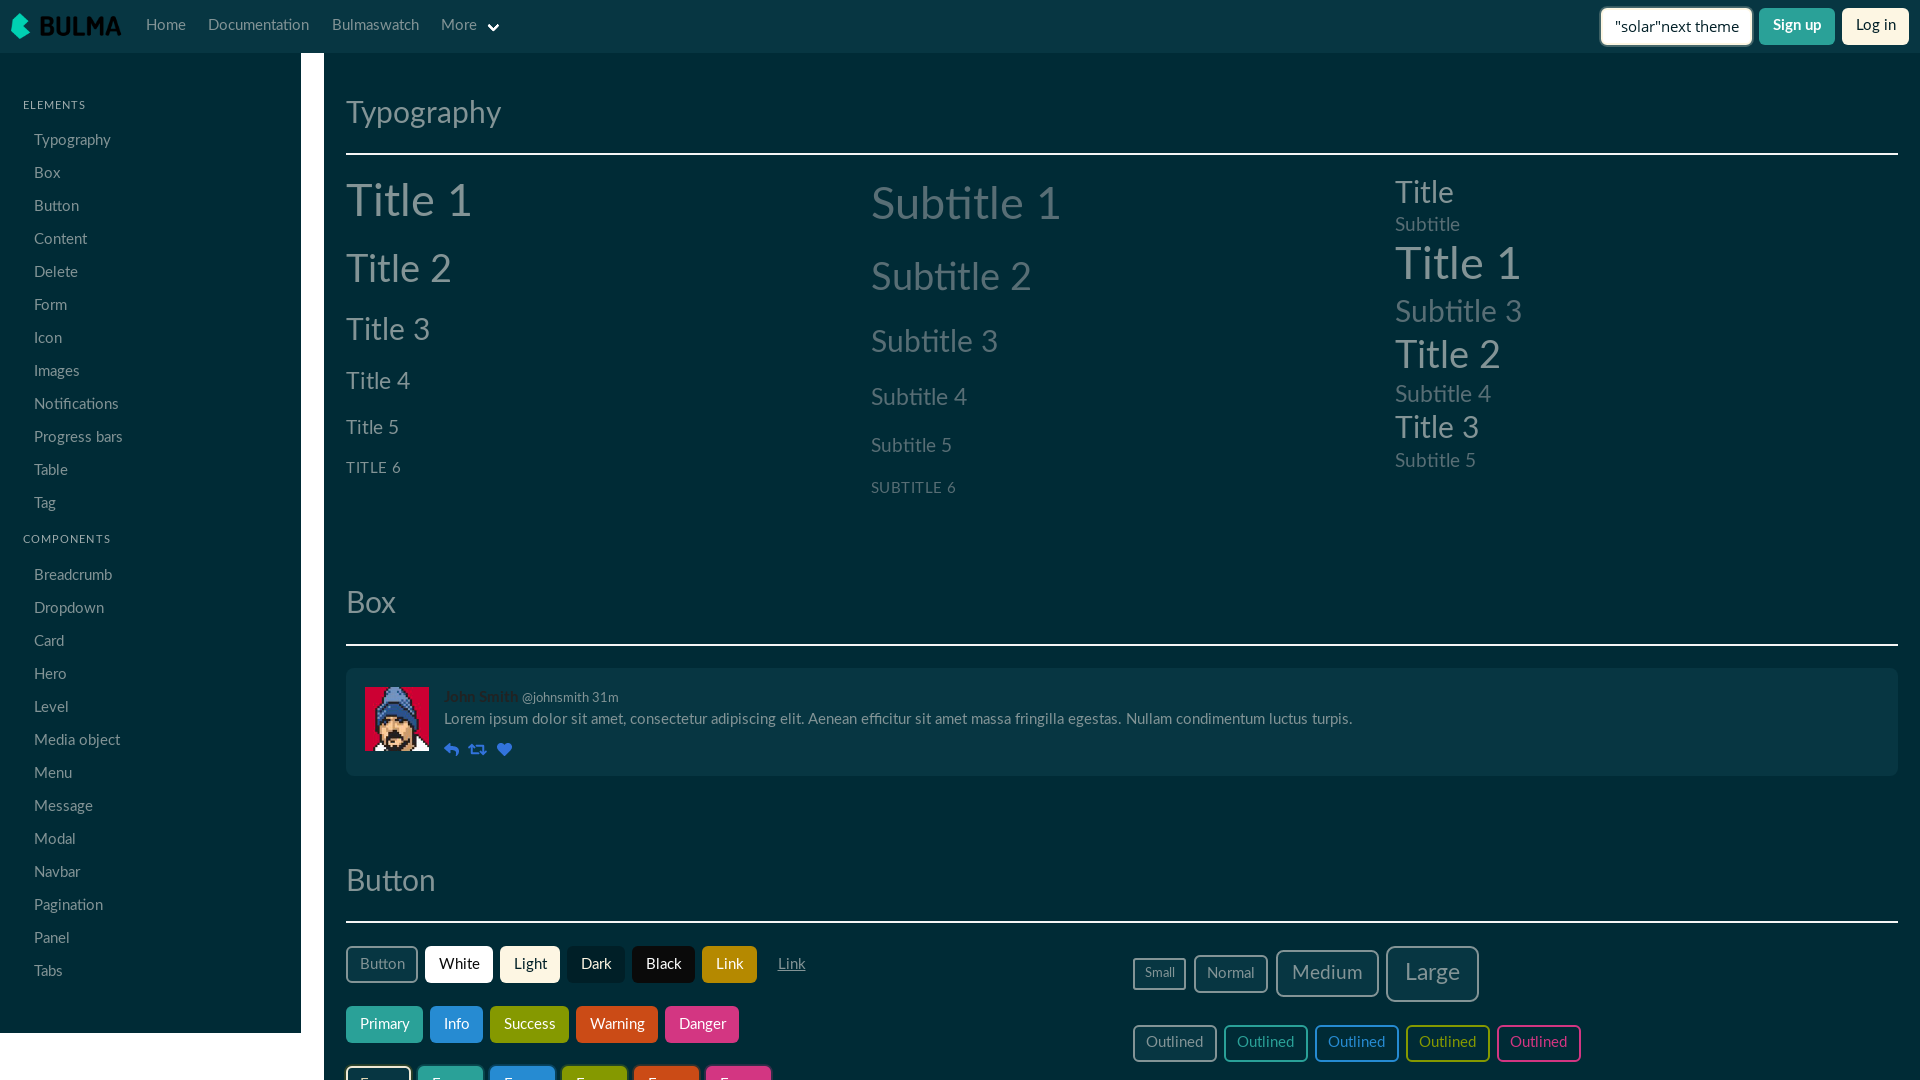 BULMA Home Documentation Bulmaswatch More "solar"next theme Sign up Log in
ELEMENTS
Typography
Box
Button
Content
Delete
Form
Icon
Images
Notifications
Progress bars
Table
Tag
COMPONENTS
Breadcrumb
Dropdown
Card
Hero
Level
Media object
Menu
Message
Modal
Navbar
Pagination
Panel
Tabs
Typography
Title 1
Title 2
Title 3
Title 4
Title 5
TITLE 6
Subtitle 1
Subtitle 2
Subtitle 3
Subtitle 4
Subtitle 5
SUBTITLE 6
Title
Subtitle
Title 1
Subtitle 3
Title 2
Subtitle 4
Title 3
Subtitle 5
Box
John Smith @johnsmith 31m
Lorem ipsum dolor sit amet, consectetur adipiscing elit. Aenean efficitur sit amet massa fringilla egestas. Nullam condimentum luctus turpis.
Button
Button White Light Dark Black Link Link
Primary Info Success Warning Danger
Small Normal Medium Large
Outlined Outlined Outlined Outlined Outlined